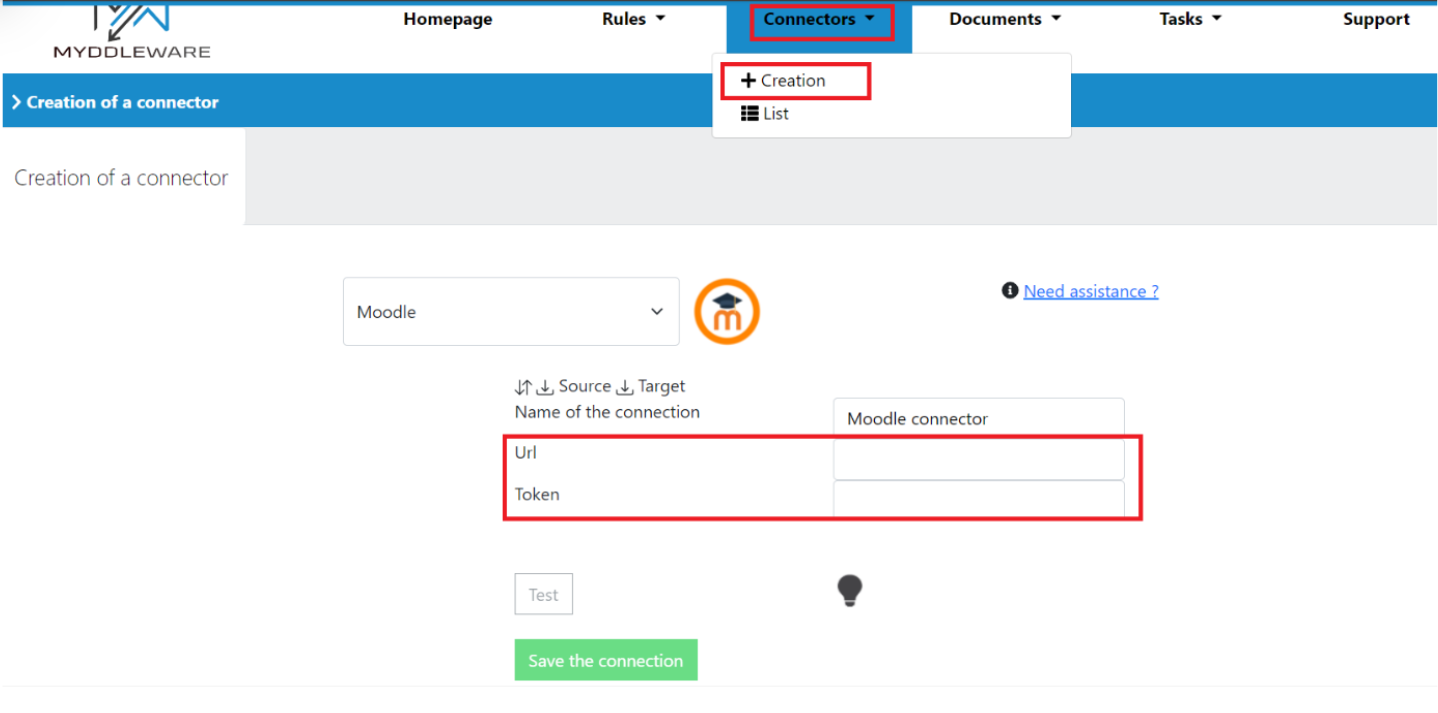 MYDDLEWARE
Homepage Rules Connectors Documents Tasks Support
Creation
List
Creation of a connector
Creation of a connector
Moodle
m
Need assistance ?
Source Target
Name of the connection Moodle connector
Url
Token
Test
Save the connection